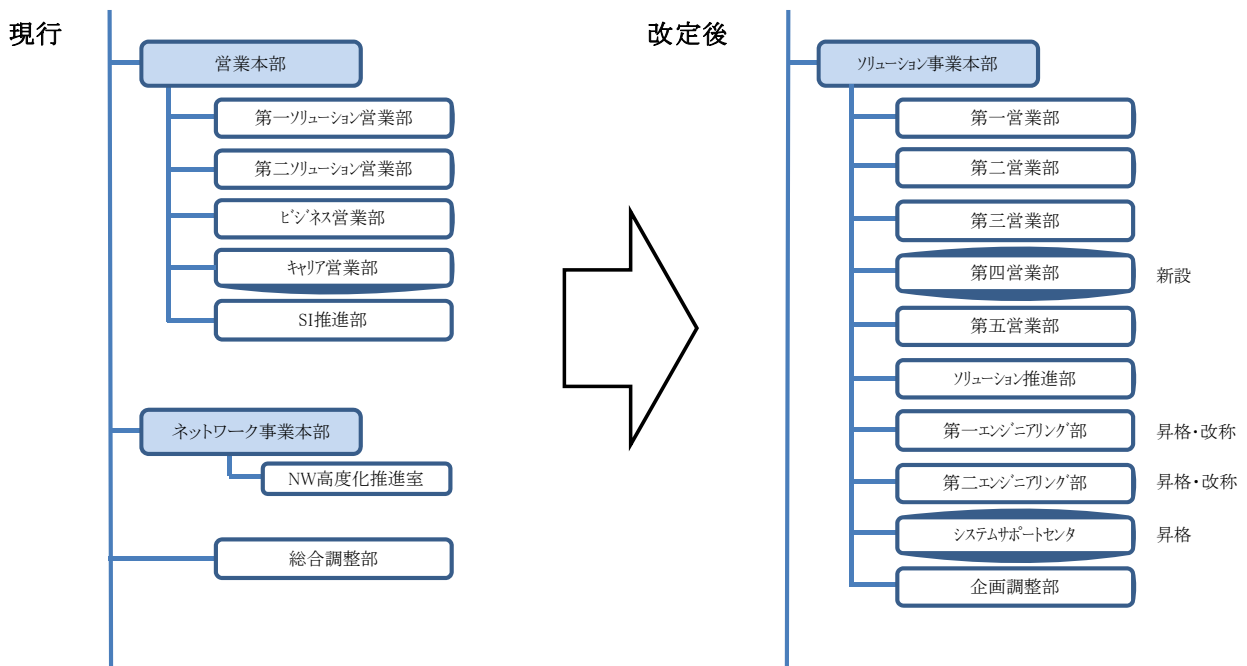 現行
営業本部
第一ソリューション営業部
第二ソリューション営業部
ビジネス営業部
キャリア営業部
SI推進部
ネットワーク事業本部
NW高度化推進室
総合調整部
改定後
ソリューション事業本部
第一営業部
第二営業部
第三営業部
第四営業部 新設
第五営業部
ソリューション推進部
第一エンジニアリング部 昇格・改称
第二エンジニアリング部 昇格・改称
システムサポートセンタ 昇格
企画調整部